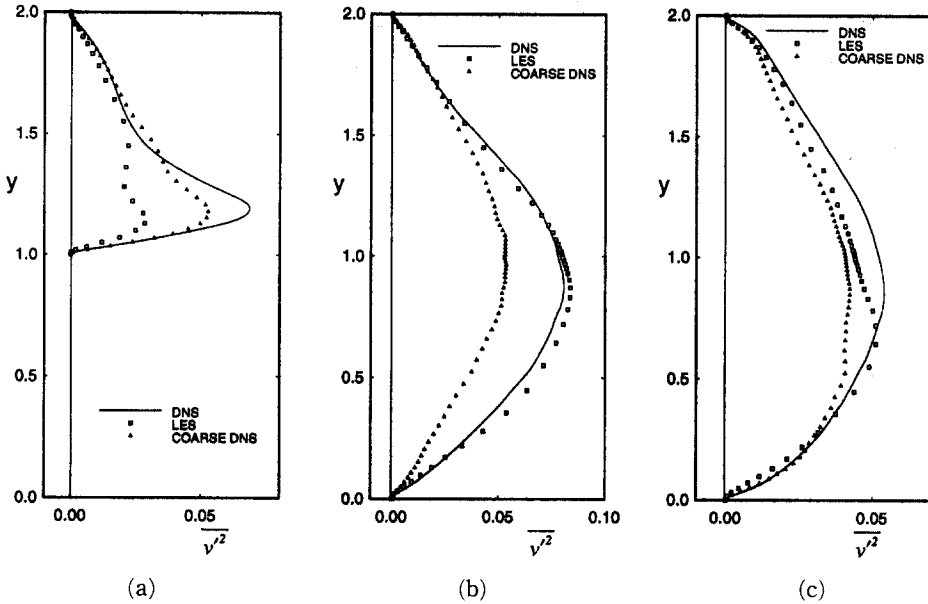 2.0
1.5
y
1.0
0.5
0.0
DNS
LES
COARSE DNS
0.00
0.05
v'²
(a)
2.0
1.5
y
1.0
0.5
0.0
DNS
LES
COARSE DNS
0.00
0.05
0.10
v'²
(b)
2.0
1.5
y
1.0
0.5
0.0
DNS
LES
COARSE DNS
0.00
0.05
v'²
(c)